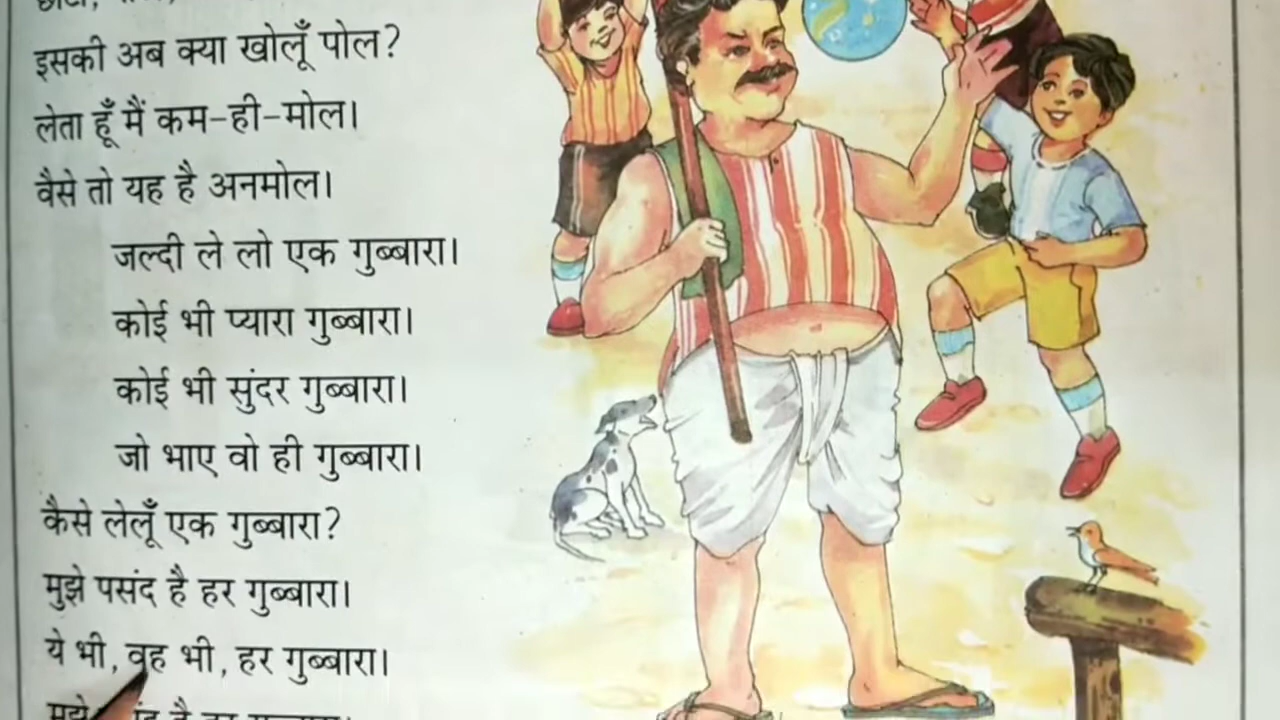 इसकी अब क्या खोलूँ पोल?
लेता हूँ मैं कम-ही-मोल।
वैसे तो यह है अनमोल।
जल्दी ले लो एक गुब्बारा।
कोई भी प्यारा गुब्बारा।
कोई भी सुंदर गुब्बारा।
जो भाए वो ही गुब्बारा।
कैसे लेलूँ एक गुब्बारा?
मुझे पसंद है हर गुब्बारा।
ये भी, वह भी, हर गुब्बारा।